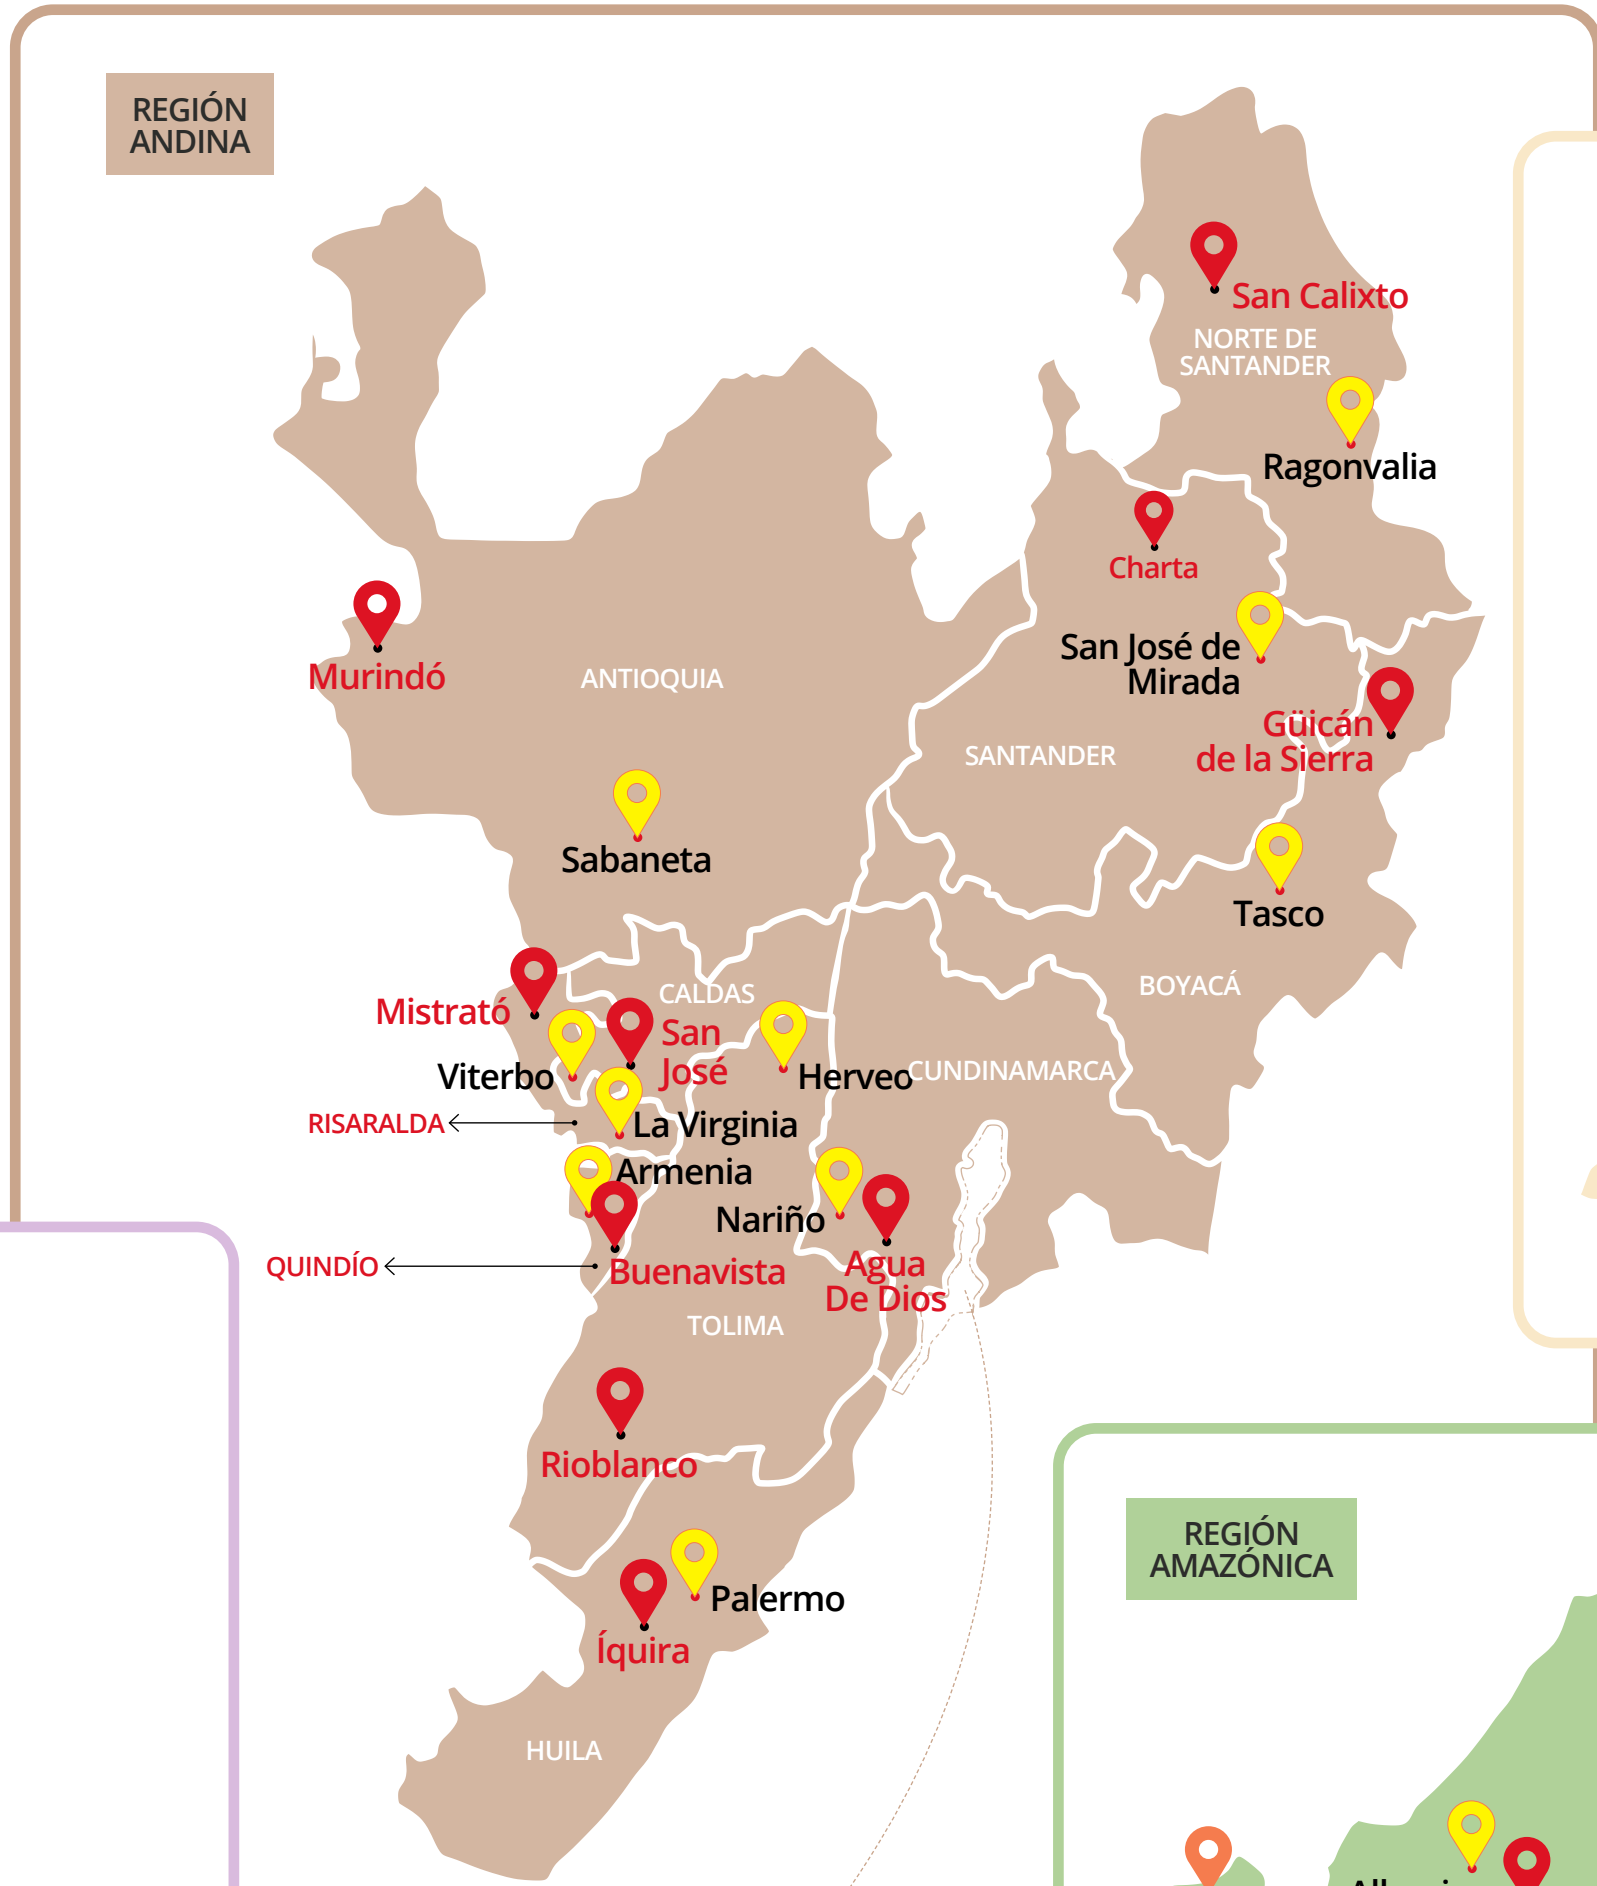 REGIÓN
ANDINA
San Calixto
NORTE DE
SANTANDER
Ragonvalia
Charta
San José de
Mirada
Murindó
ANTIOQUIA
Güicán
de la Sierra
SANTANDER
Sabaneta
Tasco
BOYACÁ
CALDAS
Mistrató
San
José
Viterbo
Herveo
CUNDINAMARCA
RISARALDA
La Virginia
Armenia
Nariño
QUINDÍO
Buenavista
Agua
De Dios
TOLIMA
Rioblanco
REGIÓN
AMAZÓNICA
Palermo
Íquira
HUILA